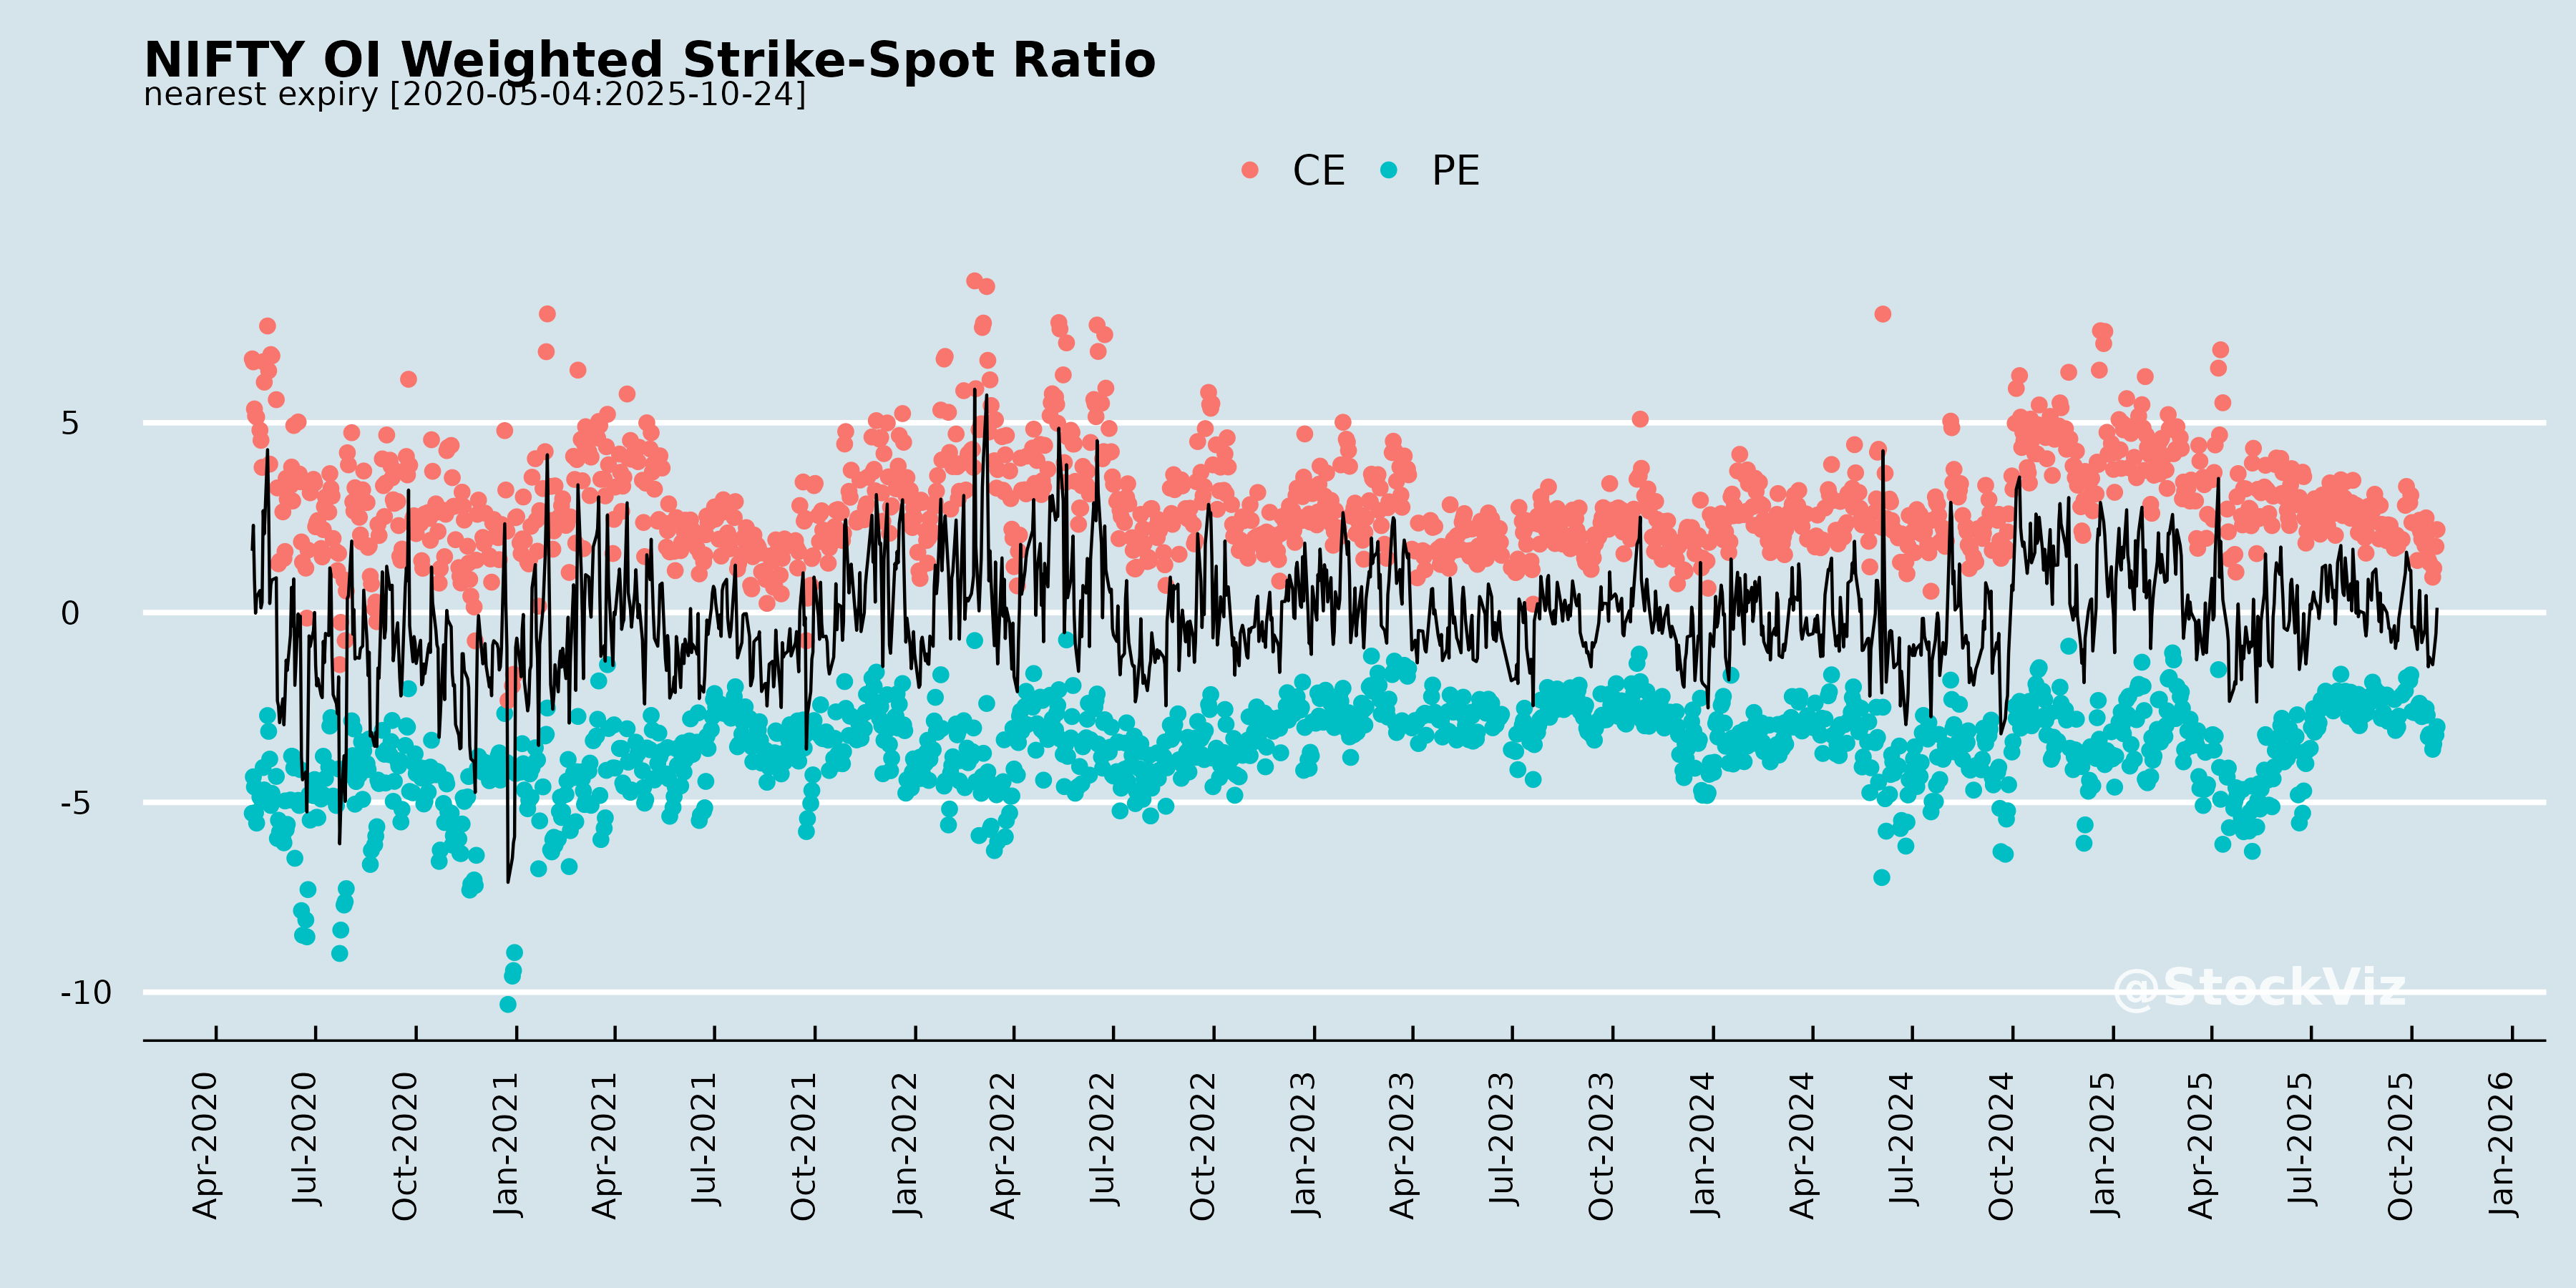 NIFTY OI Weighted Strike-Spot Ratio
nearest expiry [2020-05-04:2025-10-24]
CE PE
5
0
-5
-10
@StockViz
Apr-2020 Jul-2020 Oct-2020 Jan-2021 Apr-2021 Jul-2021 Oct-2021 Jan-2022 Apr-2022 Jul-2022 Oct-2022 Jan-2023 Apr-2023 Jul-2023 Oct-2023 Jan-2024 Apr-2024 Jul-2024 Oct-2024 Jan-2025 Apr-2025 Jul-2025 Oct-2025 Jan-2026